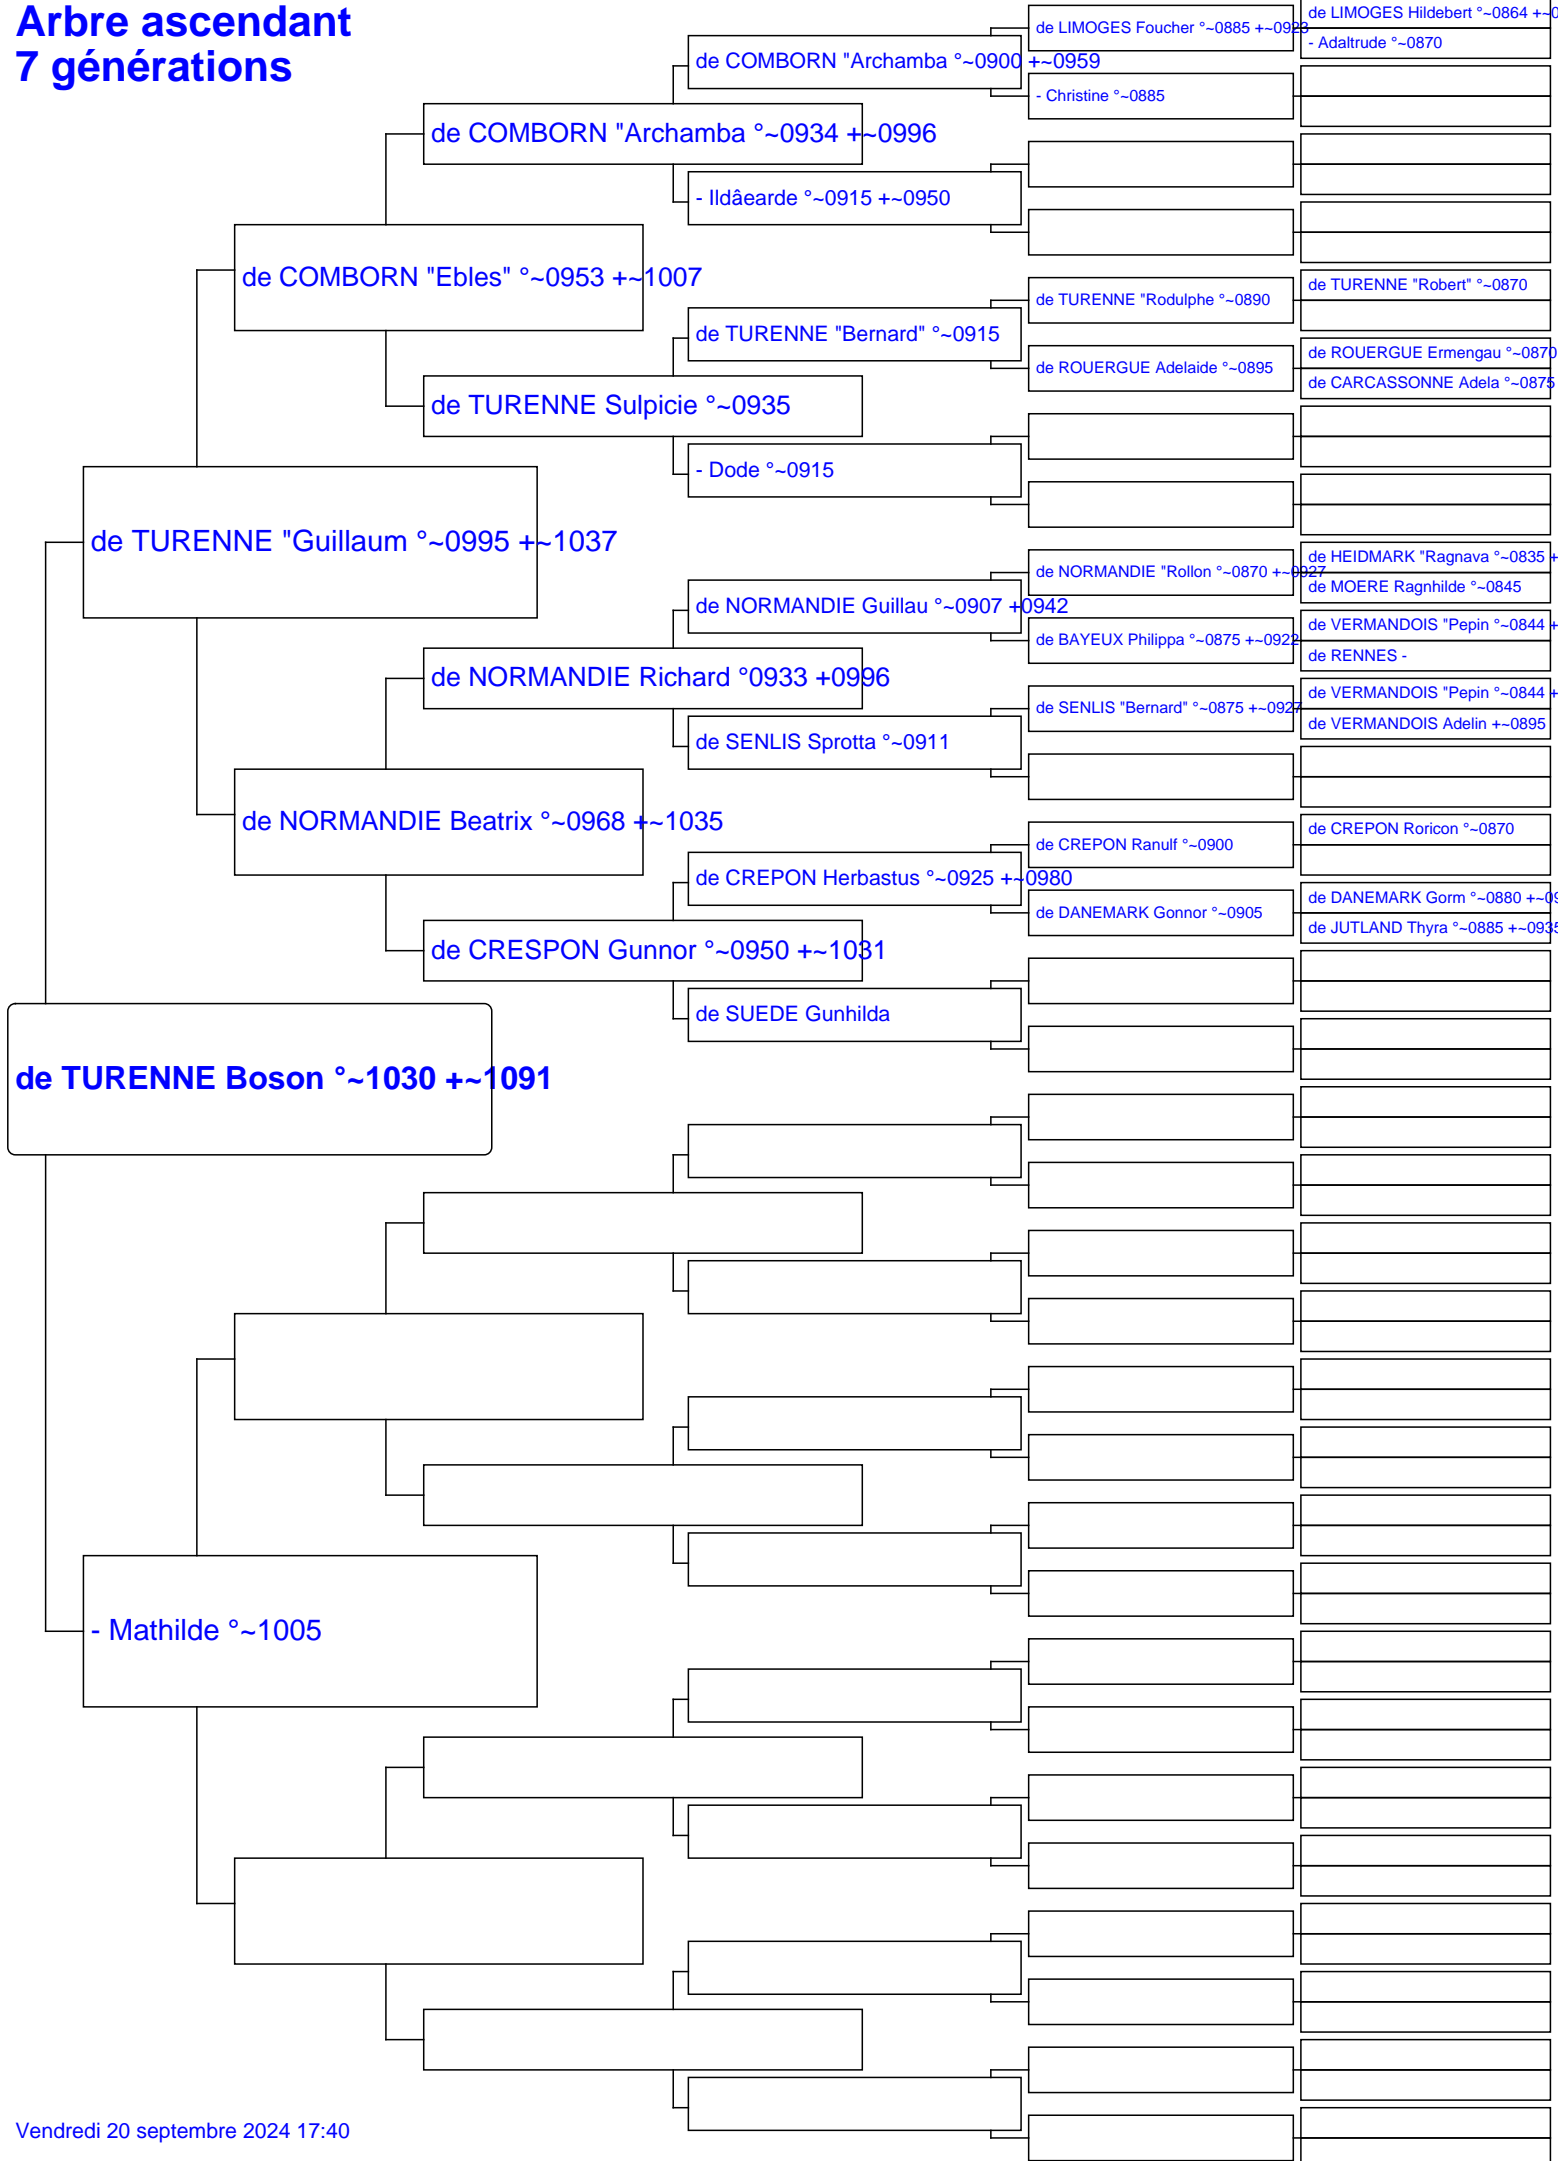 Arbre ascendant
7 générations
de LIMOGES Hildebert °~0864 +~0
de LIMOGES Foucher °~0885 +~0923
- Adaltrude °~0870
de COMBORN "Archamba °~0900 +~0959
- Christine °~0885
de COMBORN "Archamba °~0934 +~0996
- Ildâearde °~0915 +~0950
de COMBORN "Ebles" °~0953 +~1007
de TURENNE "Robert" °~0870
de TURENNE "Rodulphe °~0890
de TURENNE "Bernard" °~0915
de ROUERGUE Ermengau °~0870
de ROUERGUE Adelaide °~0895
de CARCASSONNE Adela °~0875
de TURENNE Sulpicie °~0935
- Dode °~0915
de TURENNE "Guillaum °~0995 +~1037
de HEIDMARK "Ragnava °~0835 +
de NORMANDIE "Rollon °~0870 +~0927
de MOERE Ragnhilde °~0845
de NORMANDIE Guillau °~0907 +0942
de VERMANDOIS "Pepin °~0844 +
de BAYEUX Philippa °~0875 +~0922
de RENNES -
de NORMANDIE Richard °0933 +0996
de VERMANDOIS "Pepin °~0844 +
de SENLIS "Bernard" °~0875 +~0927
de VERMANDOIS Adelin +~0895
de SENLIS Sprotta °~0911
de NORMANDIE Beatrix °~0968 +~1035
de CREPON Roricon °~0870
de CREPON Ranulf °~0900
de CREPON Herbastus °~0925 +~0980
de DANEMARK Gorm °~0880 +~09
de DANEMARK Gonnor °~0905
de JUTLAND Thyra °~0885 +~0935
de CRESPON Gunnor °~0950 +~1031
de SUEDE Gunhilda
de TURENNE Boson °~1030 +~1091
- Mathilde °~1005
Vendredi 20 septembre 2024 17:40